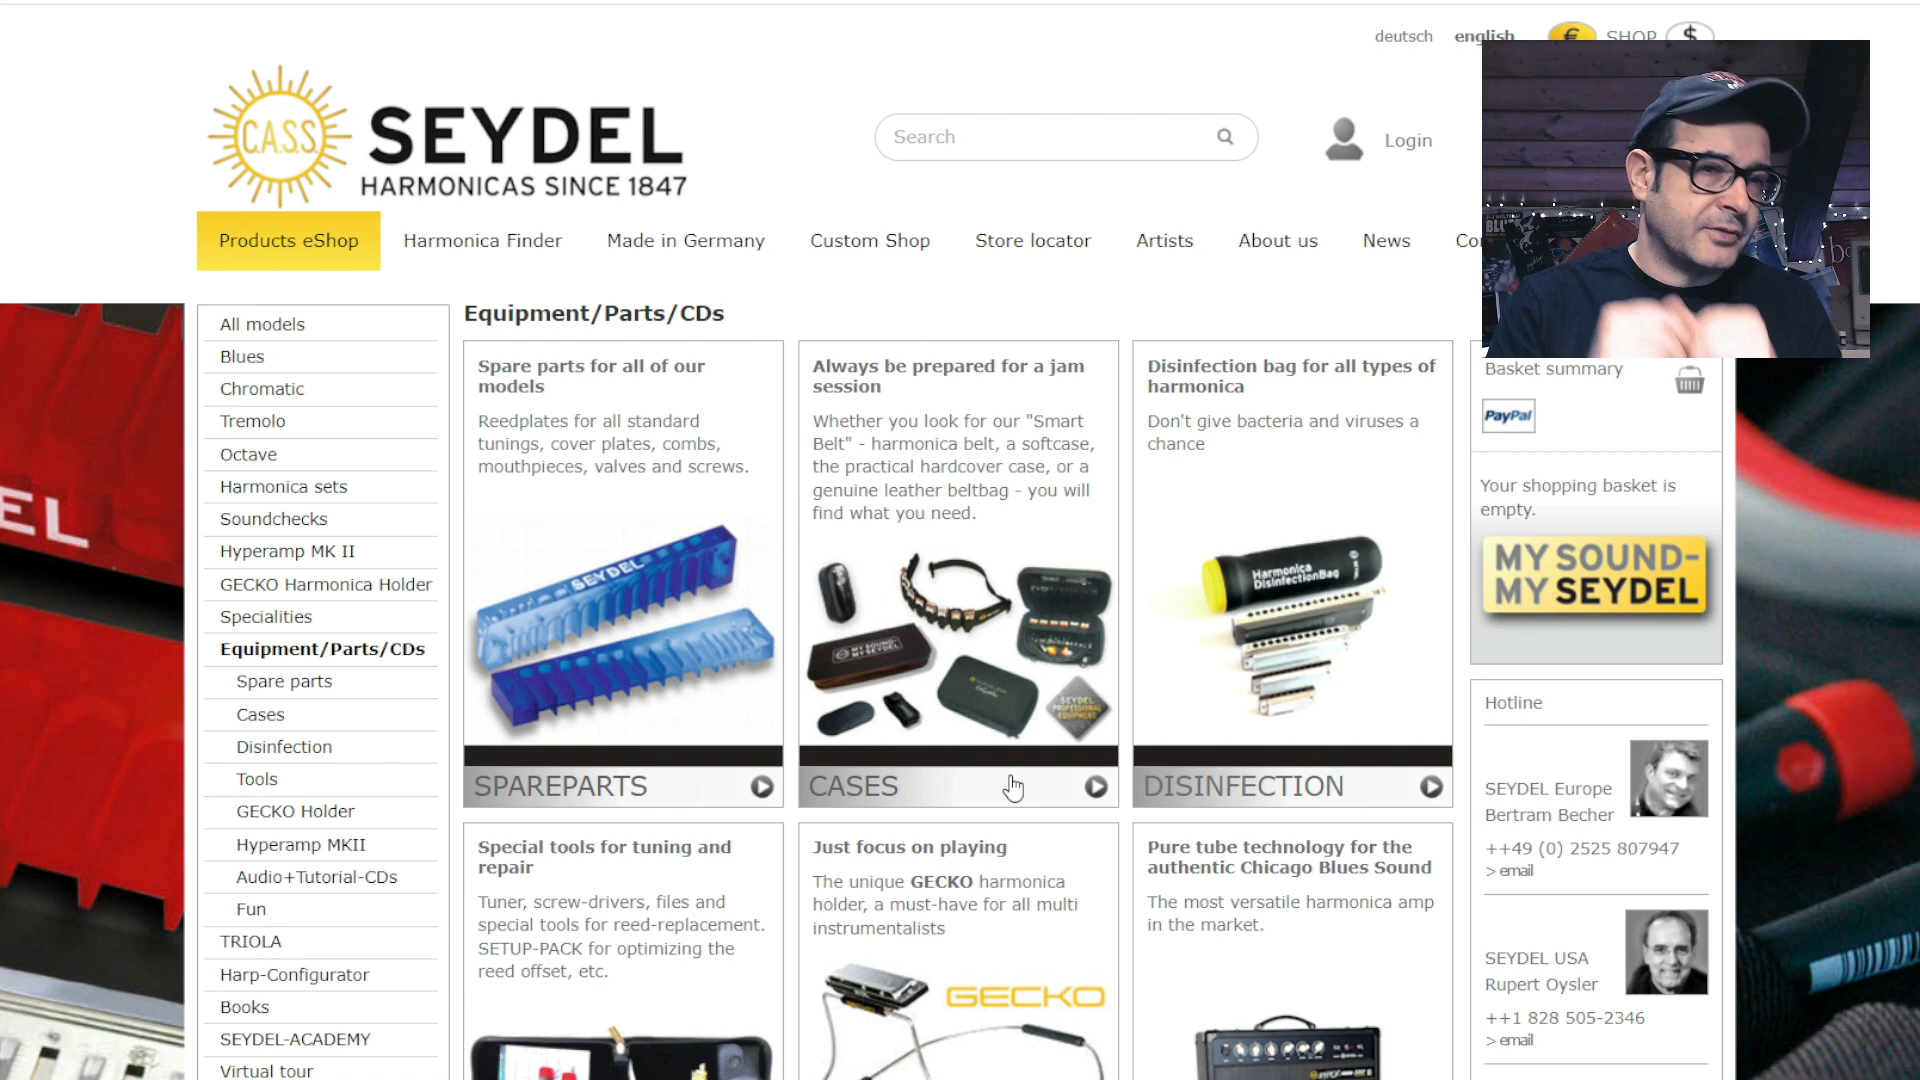 deutsch
english
€
SHOP
$
C.A.S.S.
SEYDEL
HARMONICAS SINCE 1847
Search
Login
Products eShop
Harmonica Finder
Made in Germany
Custom Shop
Store locator
Artists
About us
News
All models
Blues
Chromatic
Tremolo
Octave
Harmonica sets
Soundchecks
Hyperamp MK II
GECKO Harmonica Holder
Specialities
Equipment/Parts/CDs
Spare parts
Cases
Disinfection
Tools
GECKO Holder
Hyperamp MKII
Audio+Tutorial-CDs
Fun
TRIOLA
Harp-Configurator
Books
SEYDEL-ACADEMY
Virtual tour
Equipment/Parts/CDs
Spare parts for all of our
models
Reedplates for all standard
tunings, cover plates, combs,
mouthpieces, valves and screws.
SEYDEL
SPAREPARTS
Always be prepared for a jam
session
Whether you look for our "Smart
Belt" - harmonica belt, a softcase,
the practical hardcover case, or a
genuine leather beltbag - you will
find what you need.
MY SOUND-
MY SEYDEL
SEYDEL
PROFESSIONAL
EQUIPMENT
CASES
Disinfection bag for all types of
harmonica
Don't give bacteria and viruses a
chance
Harmonica
DisinfectionBag
DISINFECTION
Special tools for tuning and
repair
Tuner, screw-drivers, files and
special tools for reed-replacement.
SETUP-PACK for optimizing the
reed offset, etc.
Just focus on playing
The unique GECKO harmonica
holder, a must-have for all multi
instrumentalists
GECKO
Pure tube technology for the
authentic Chicago Blues Sound
The most versatile harmonica amp
in the market.
Basket summary
PayPal
Your shopping basket is
empty.
MY SOUND-
MY SEYDEL
Hotline
SEYDEL Europe
Bertram Becher
++49 (0) 2525 807947
> email
SEYDEL USA
Rupert Oysler
++1 828 505-2346
> email
EL